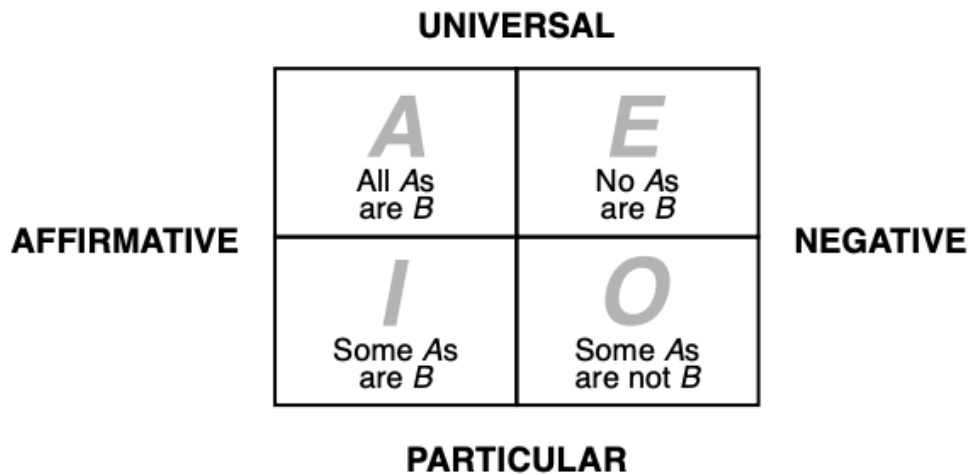 UNIVERSAL
A
E
All As
are B
No As
are B
AFFIRMATIVE
NEGATIVE
I
O
Some As
are B
Some As
are not B
PARTICULAR